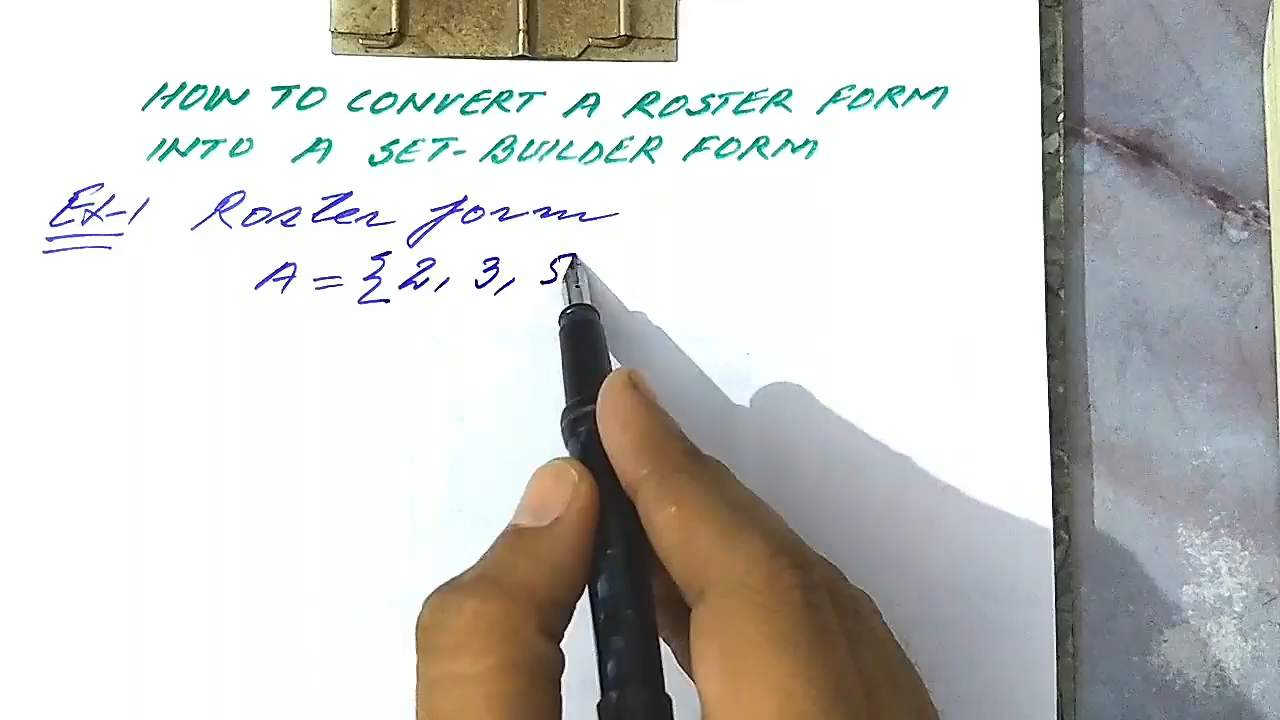 HOW TO CONVERT A ROSTER FORM
INTO A SET-BUILDER FORM
Ex-1 Roster form
A = {2, 3, 5